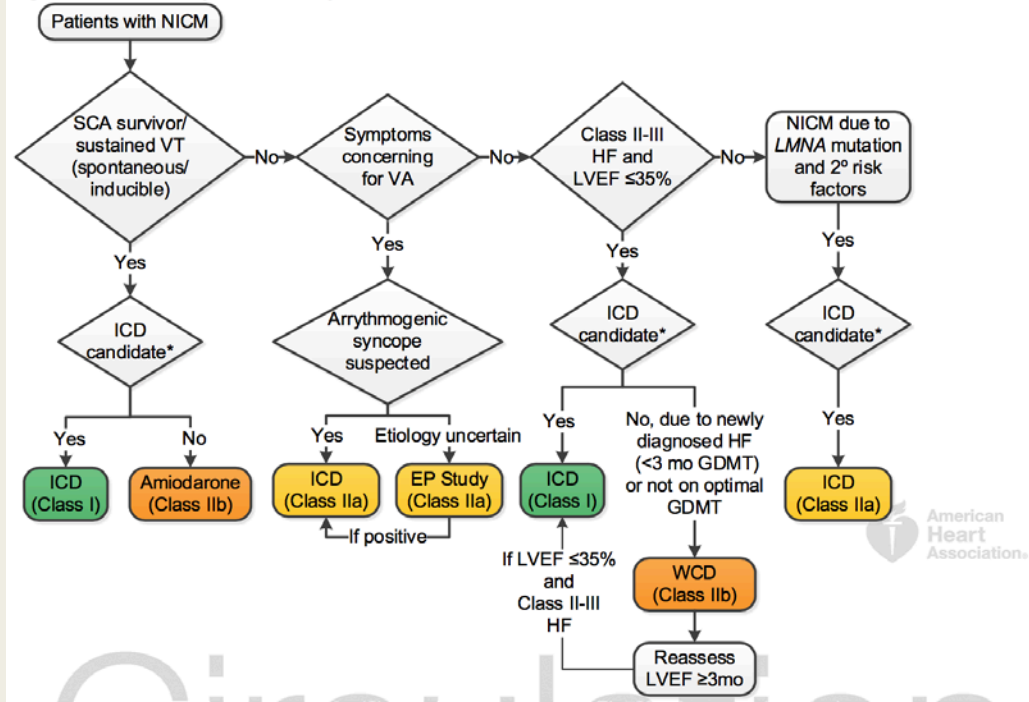 Patients with NICM
SCA survivor/
sustained VT
(spontaneous/
inducible)
No
Symptoms
concerning
for VA
No
Class II-III
HF and
LVEF ≤35%
No
NICM due to
LMNA mutation
and 2º risk
factors
Yes
Yes
Yes
Yes
ICD
candidate*
Arrythmogenic
syncope
suspected
ICD
candidate*
ICD
candidate*
Yes
No
Yes
Etiology uncertain
Yes
No, due to newly
diagnosed HF
(<3 mo GDMT)
or not on optimal
GDMT
Yes
ICD
(Class I)
Amiodarone
(Class IIb)
ICD
(Class IIa)
EP Study
(Class IIa)
If positive
ICD
(Class I)
ICD
(Class IIa)
American
Heart
Association®
If LVEF ≤35%
and
Class II-III
HF
WCD
(Class IIb)
Reassess
LVEF ≥3mo
Circulation